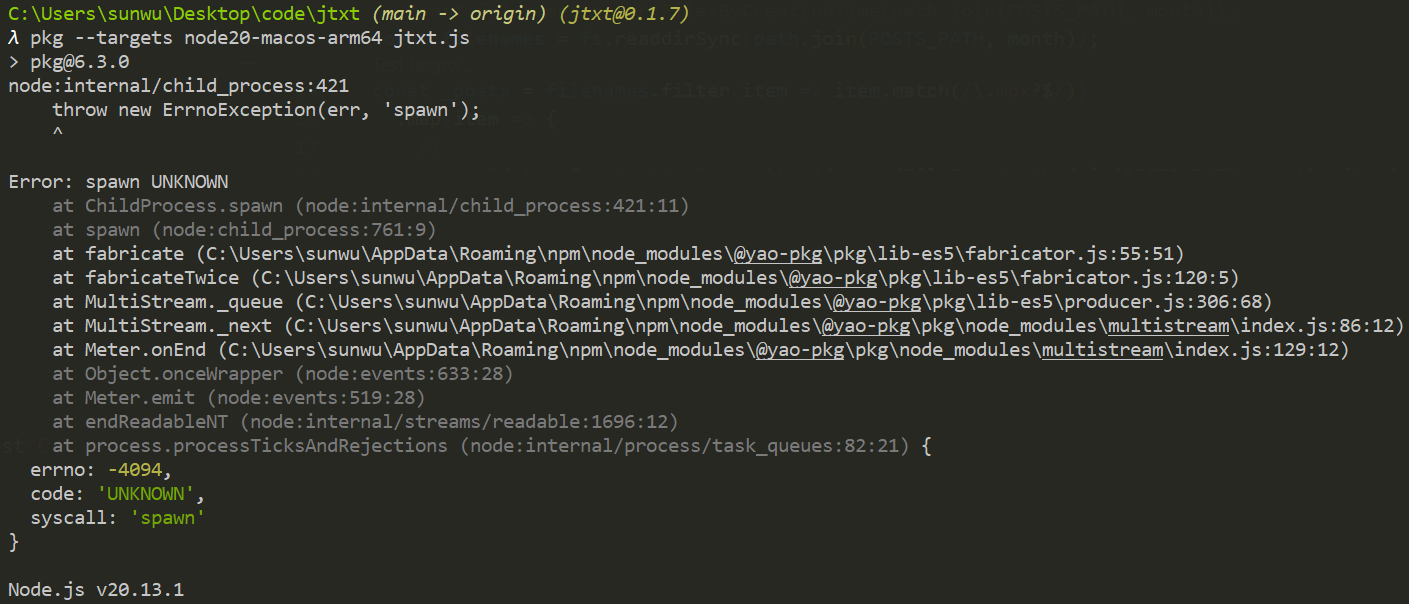 C:\Users\sunwu\Desktop\code\jtxt (main -> origin) (jtxt@0.1.7)
λ pkg --targets node20-macos-arm64 jtxt.js
> pkg@6.3.0
node:internal/child_process:421
    throw new ErrnoException(err, 'spawn');
    ^
Error: spawn UNKNOWN
    at ChildProcess.spawn (node:internal/child_process:421:11)
    at spawn (node:child_process:761:9)
    at fabricate (C:\Users\sunwu\AppData\Roaming\npm\node_modules\@yao-pkg\pkg\lib-es5\fabricator.js:55:51)
    at fabricateTwice (C:\Users\sunwu\AppData\Roaming\npm\node_modules\@yao-pkg\pkg\lib-es5\fabricator.js:120:5)
    at MultiStream._queue (C:\Users\sunwu\AppData\Roaming\npm\node_modules\@yao-pkg\pkg\lib-es5\producer.js:306:68)
    at MultiStream._next (C:\Users\sunwu\AppData\Roaming\npm\node_modules\@yao-pkg\pkg\node_modules\multistream\index.js:86:12)
    at Meter.onEnd (C:\Users\sunwu\AppData\Roaming\npm\node_modules\@yao-pkg\pkg\node_modules\multistream\index.js:129:12)
    at Object.onceWrapper (node:events:633:28)
    at Meter.emit (node:events:519:28)
    at endReadableNT (node:internal/streams/readable:1696:12)
    at process.processTicksAndRejections (node:internal/process/task_queues:82:21) {
  errno: -4094,
  code: 'UNKNOWN',
  syscall: 'spawn'
}
Node.js v20.13.1